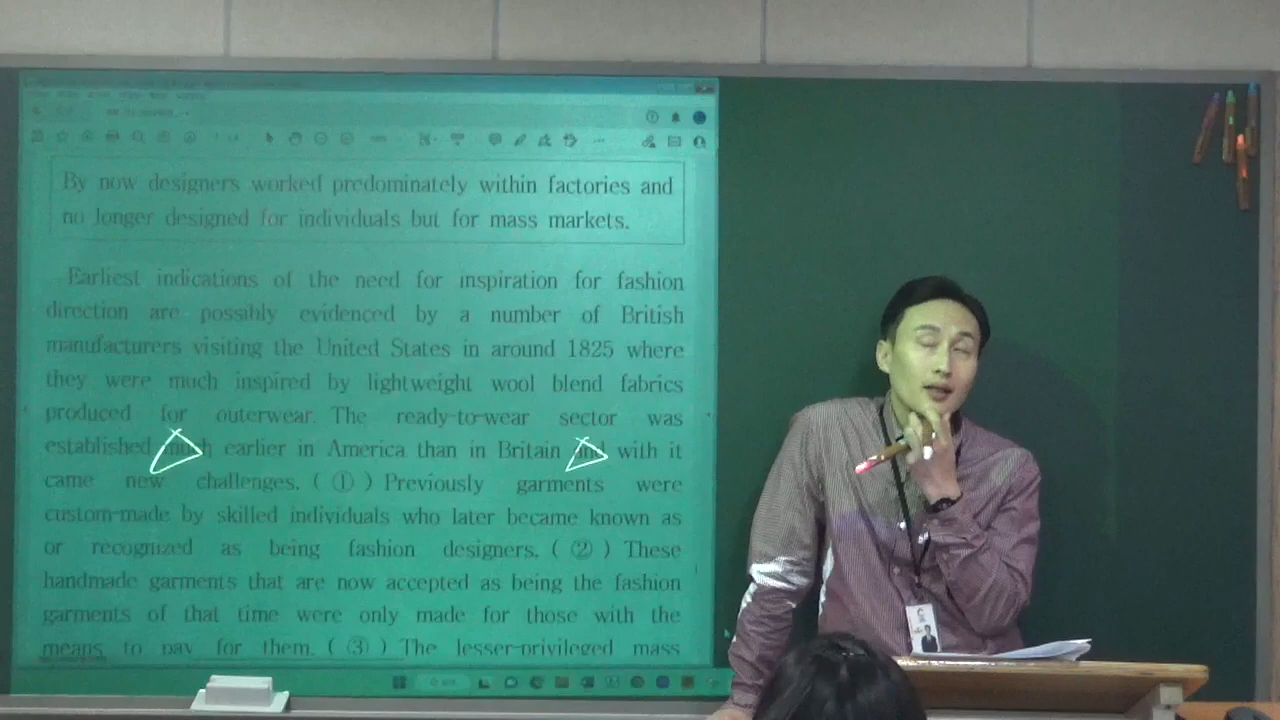 By now designers worked predominately within factories and
no longer designed for individuals but for mass markets.
Earliest indications of the need for inspiration for fashion
direction are possibly evidenced by a number of British
manufacturers visiting the United States in around 1825 where
they were much inspired by lightweight wool blend fabrics
produced for outerwear. The ready-to-wear sector was
established much earlier in America than in Britain and with it
came new challenges. ( ① ) Previously garments were
custom-made by skilled individuals who later became known as
or recognized as being fashion designers. ( ② ) These
handmade garments that are now accepted as being the fashion
garments of that time were only made for those with the
means to pay for them. ( ③ ) The lesser-privileged mass